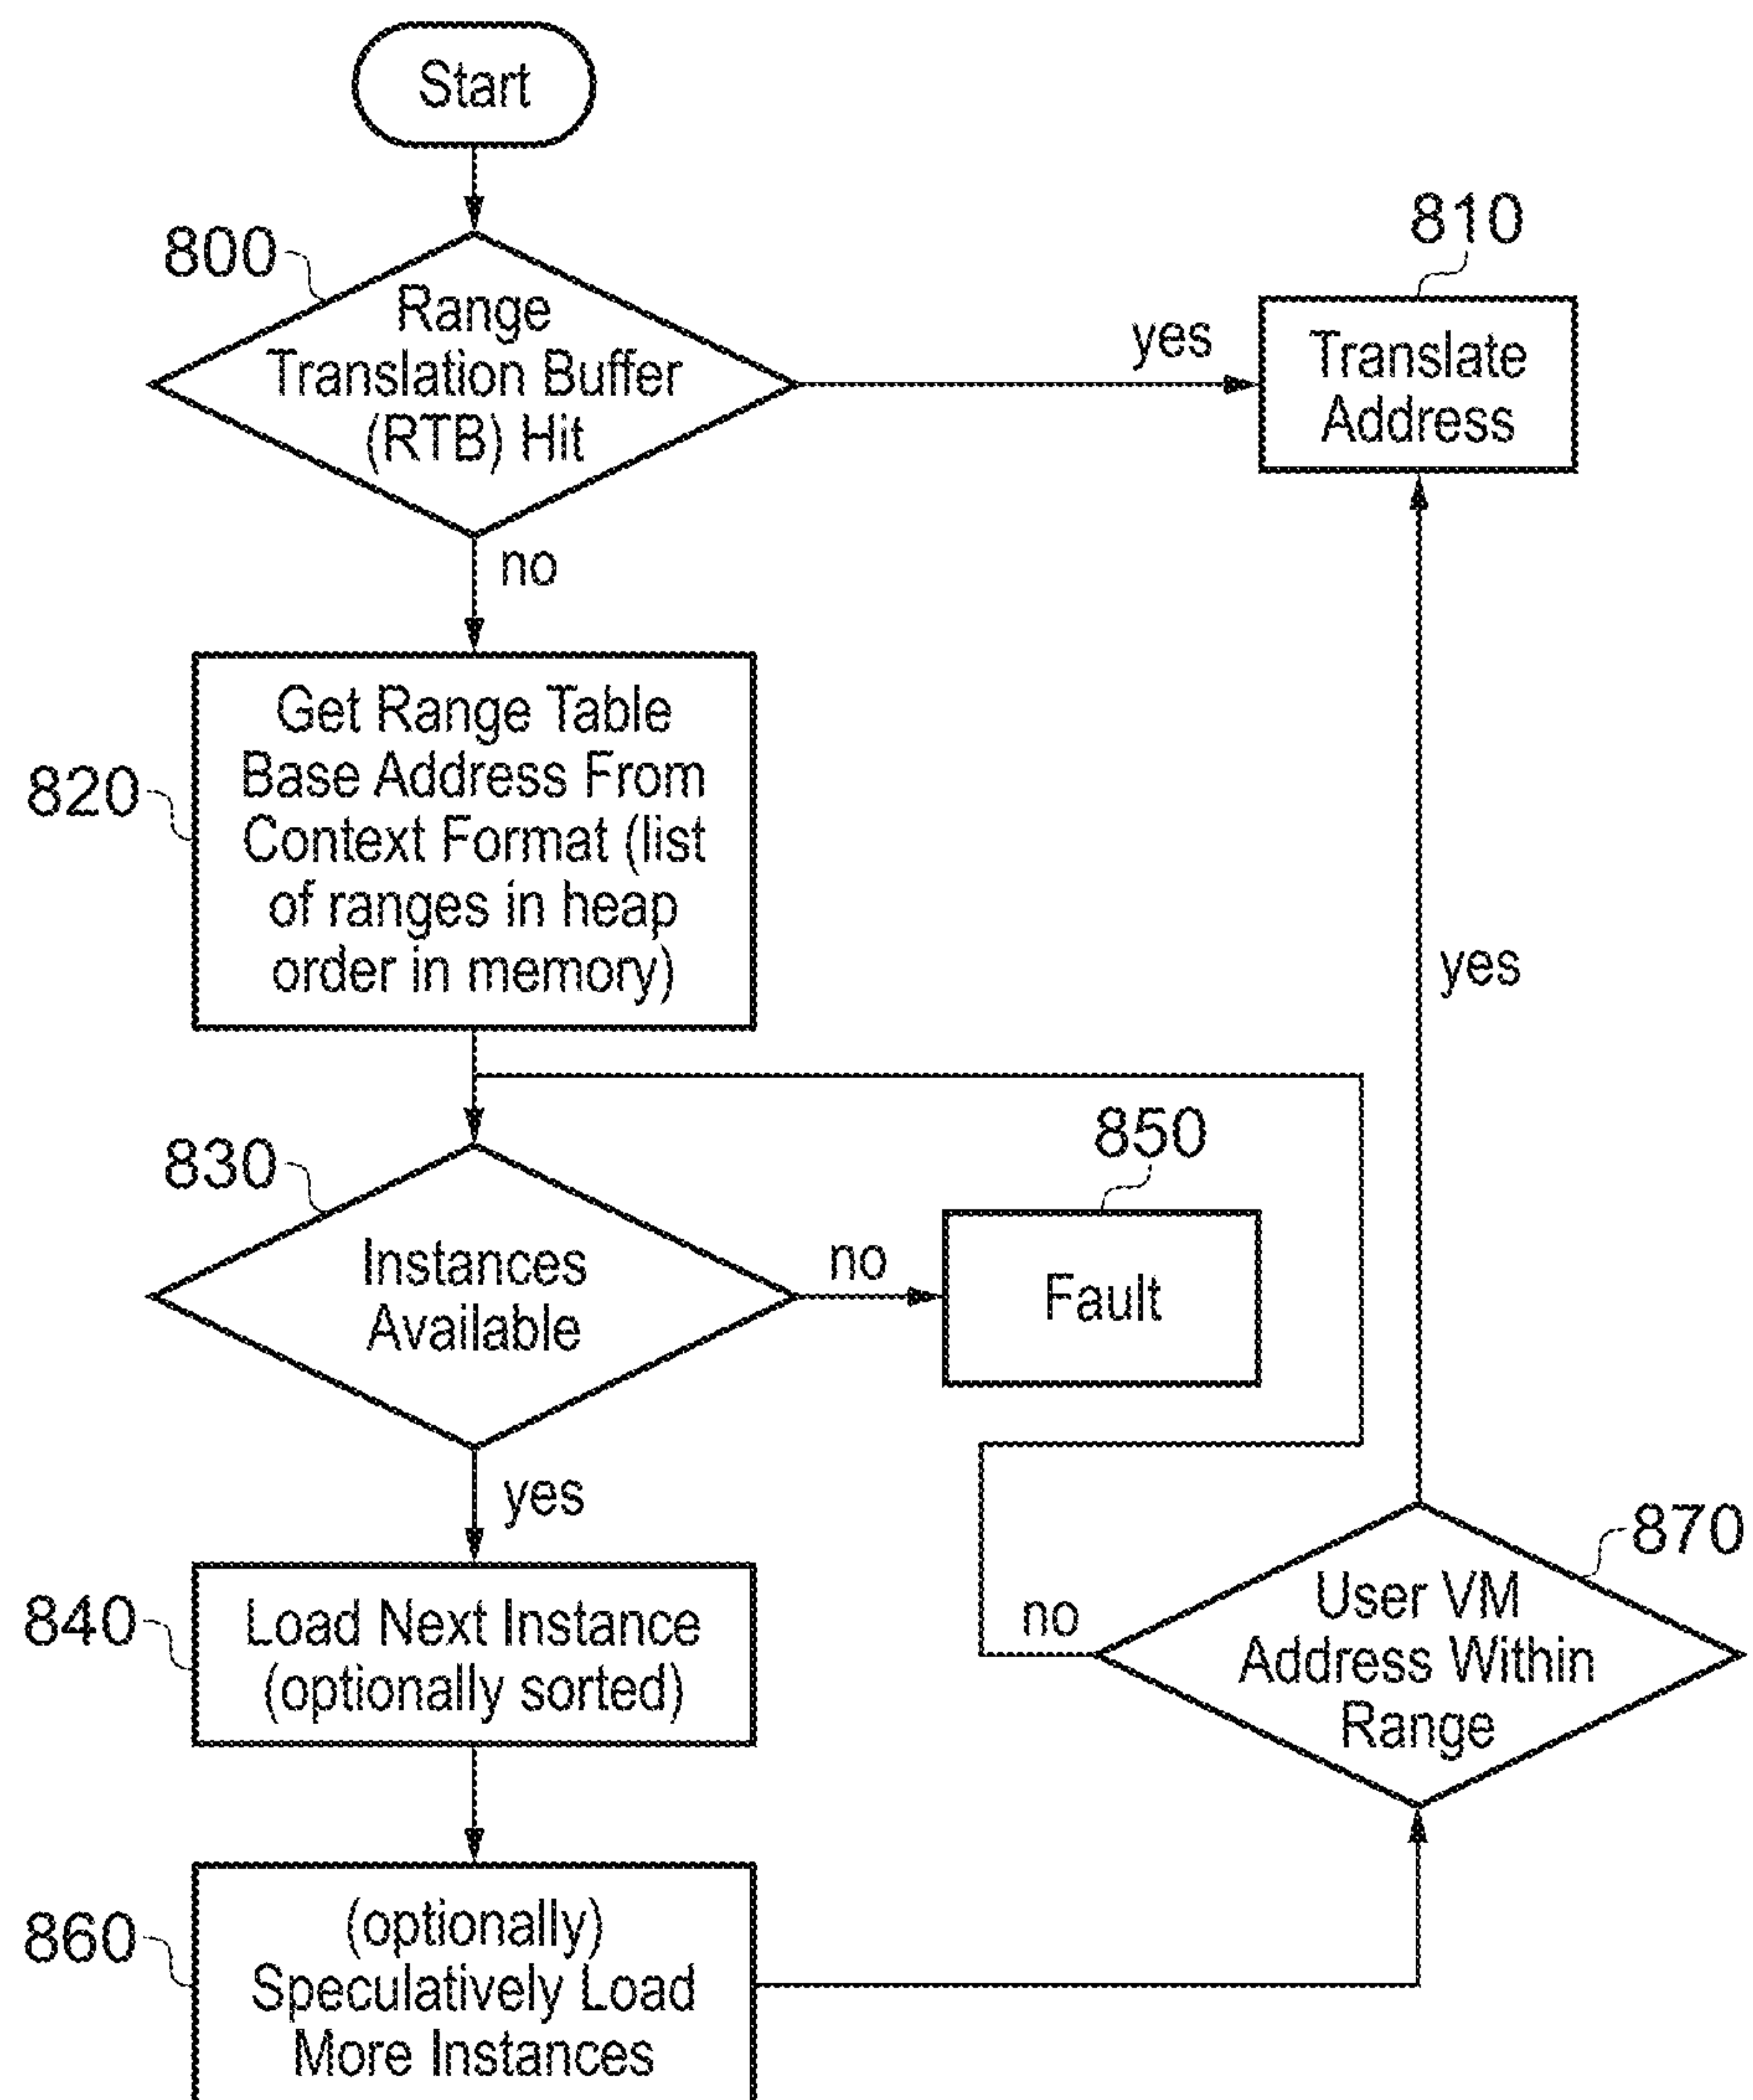 Start
800
Range
Translation Buffer
(RTB) Hit
yes
810
Translate
Address
no
820
Get Range Table
Base Address From
Context Format (list
of ranges in heap
order in memory)
yes
830
Instances
Available
no
850
Fault
yes
840
Load Next Instance
(optionally sorted)
no
870
User VM
Address Within
Range
860
(optionally)
Speculatively Load
More Instances